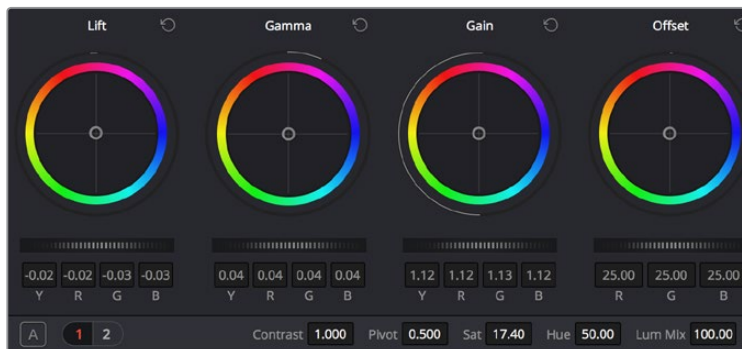 Lift Gamma Gain Offset
-0.02 -0.02 -0.03 -0.03 0.04 0.04 0.04 0.04 1.12 1.12 1.13 1.12 25.00 25.00 25.00
Y R G B Y R G B Y R G B R G B
A 1 2 Contrast 1.000 Pivot 0.500 Sat 17.40 Hue 50.00 Lum Mix 100.00